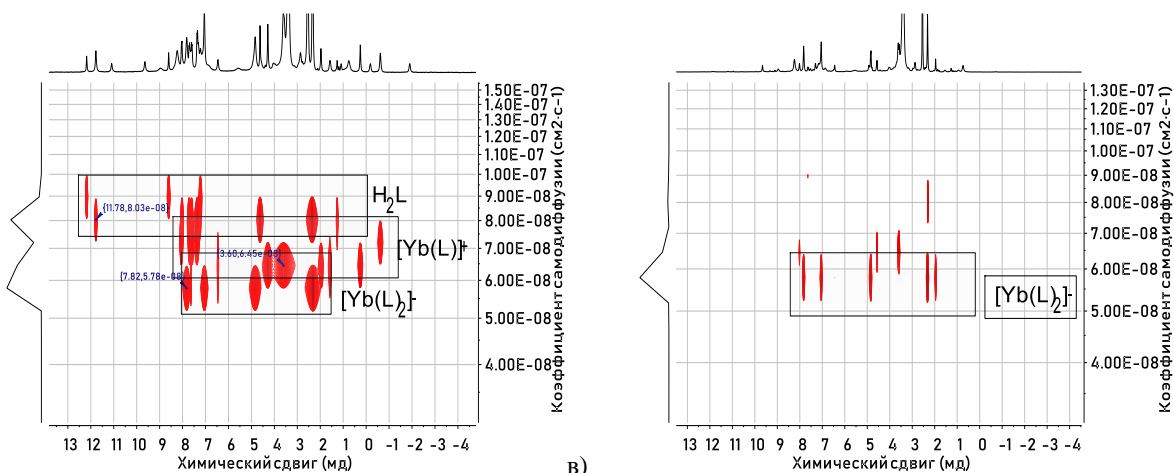 1.50E-07
1.40E-07
1.30E-07
1.20E-07
1.10E-07
1.00E-07
9.00E-08
8.00E-08
7.00E-08
6.00E-08
5.00E-08
4.00E-08
Коэффициент самодиффузии (см2·с-1)
H2L
{11.78,8.03e-08}
[Yb(L)]+
[3.60,6.45e-08}
[7.82,5.78e-08}
[Yb(L)2]-
13 12 11 10 9 8 7 6 5 4 3 2 1 0 -1 -2 -3 -4
Химический сдвиг (мд)
в)
1.30E-07
1.20E-07
1.10E-07
1.00E-07
9.00E-08
8.00E-08
7.00E-08
6.00E-08
5.00E-08
4.00E-08
Коэффициент самодиффузии (см2·с-1)
[Yb(L)2]-
13 12 11 10 9 8 7 6 5 4 3 2 1 0 -1 -2 -3 -4
Химический сдвиг (мд)